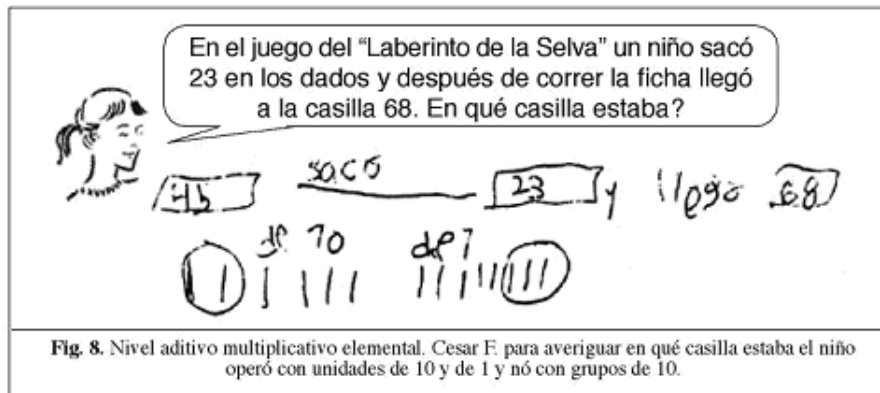 En el juego del “Laberinto de la Selva” un niño sacó
23 en los dados y después de correr la ficha llegó
a la casilla 68. En qué casilla estaba?
45 sacó 23 y llego 68
de 10 de 1
Fig. 8. Nivel aditivo multiplicativo elemental. Cesar F. para averiguar en qué casilla estaba el niño
operó con unidades de 10 y de 1 y nó con grupos de 10.